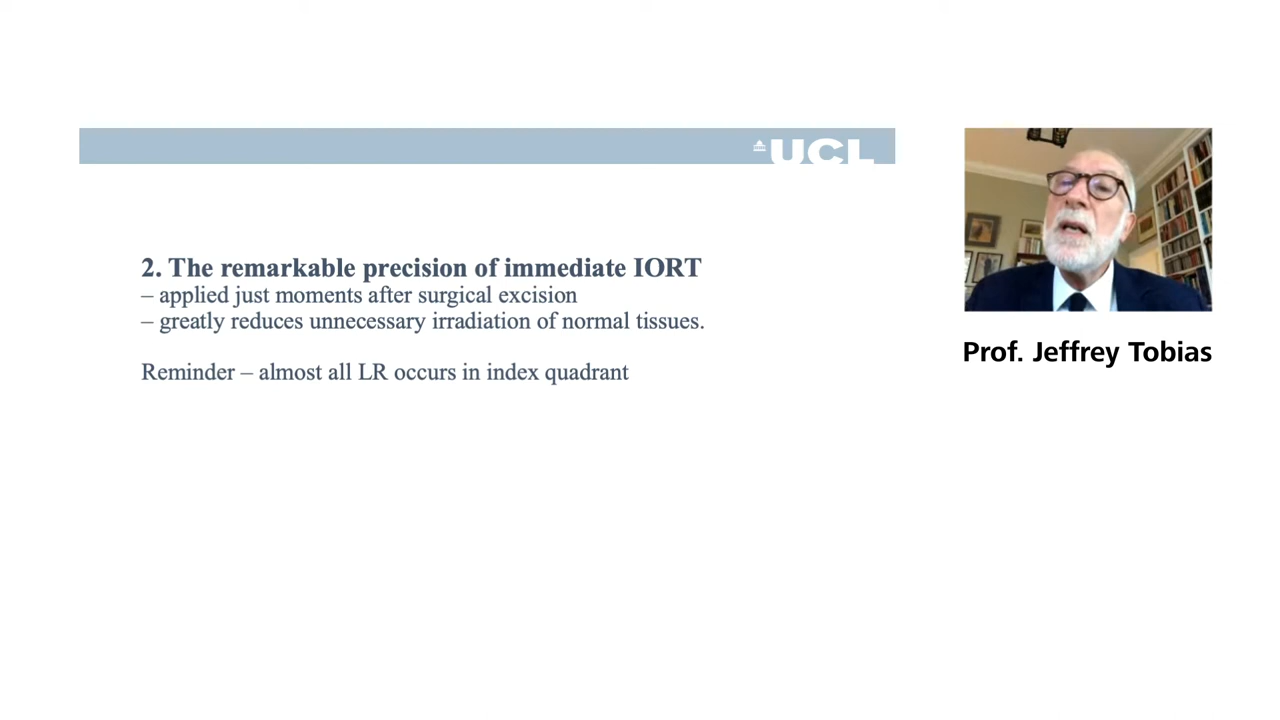 UCL
2. The remarkable precision of immediate IORT
– applied just moments after surgical excision
– greatly reduces unnecessary irradiation of normal tissues.
Reminder – almost all LR occurs in index quadrant
Prof. Jeffrey Tobias